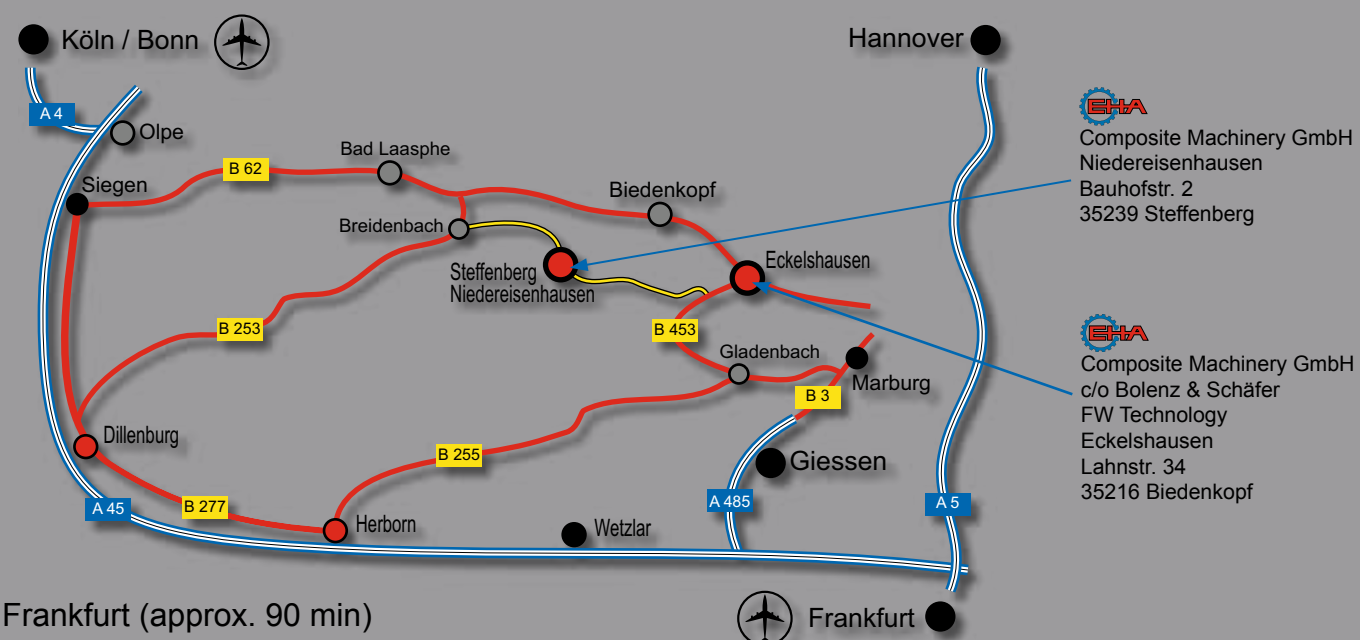 Köln / Bonn
Hannover
A 4
Olpe
Bad Laasphe
B 62
Siegen
Biedenkopf
Breidenbach
Eckelshausen
Steffenberg
Niedereisenhausen
B 253
B 453
Gladenbach
Marburg
B 3
Dillenburg
B 255
Giessen
A 485
A 5
A 45
B 277
Herborn
Wetzlar
Frankfurt (approx. 90 min)
Frankfurt
EHA
Composite Machinery GmbH
Niedereisenhausen
Bauhofstr. 2
35239 Steffenberg
EHA
Composite Machinery GmbH
c/o Bolenz & Schäfer
FW Technology
Eckelshausen
Lahnstr. 34
35216 Biedenkopf